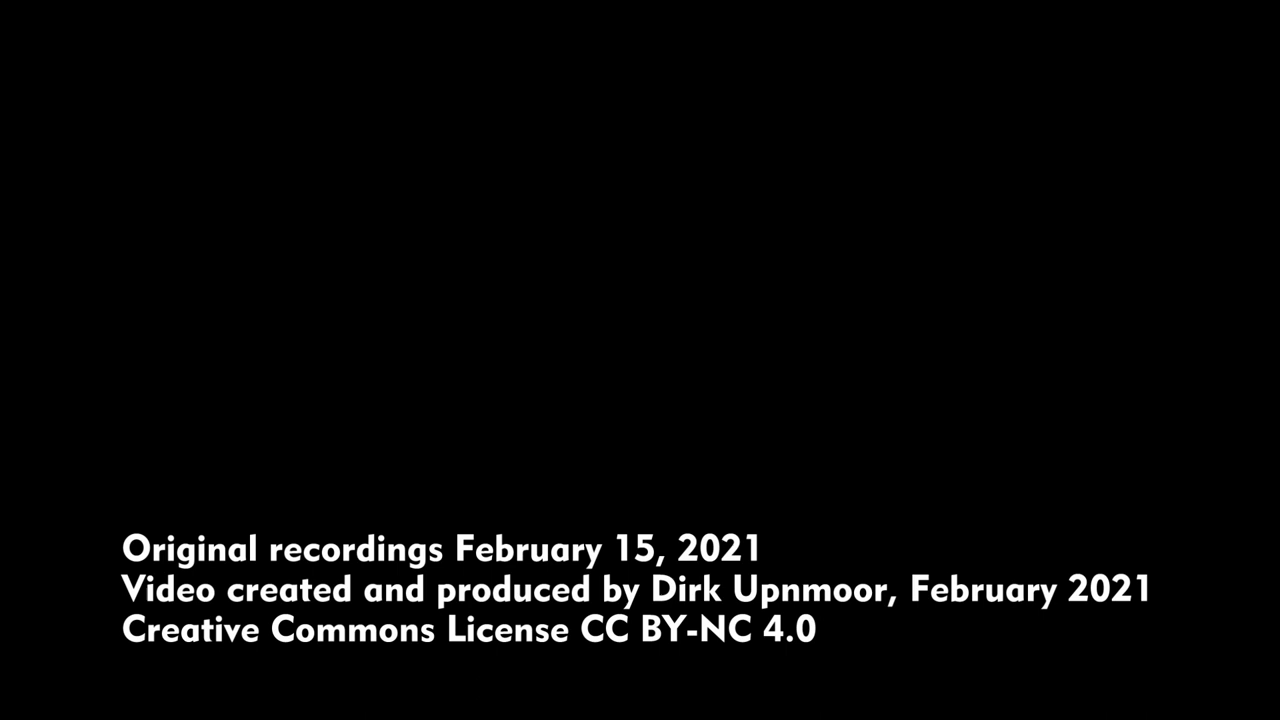 Original recordings February 15, 2021
Video created and produced by Dirk Upnmoor, February 2021
Creative Commons License CC BY-NC 4.0